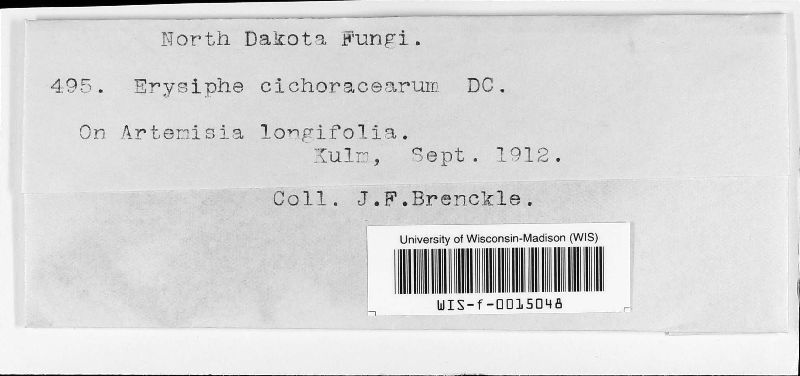 North Dakota Fungi.
495. Erysiphe cichoracearum DC.
On Artemisia longifolia.
Kulm, Sept. 1912.
Coll. J.F.Brenckle.
University of Wisconsin-Madison (WIS)
WIS-f-0015048